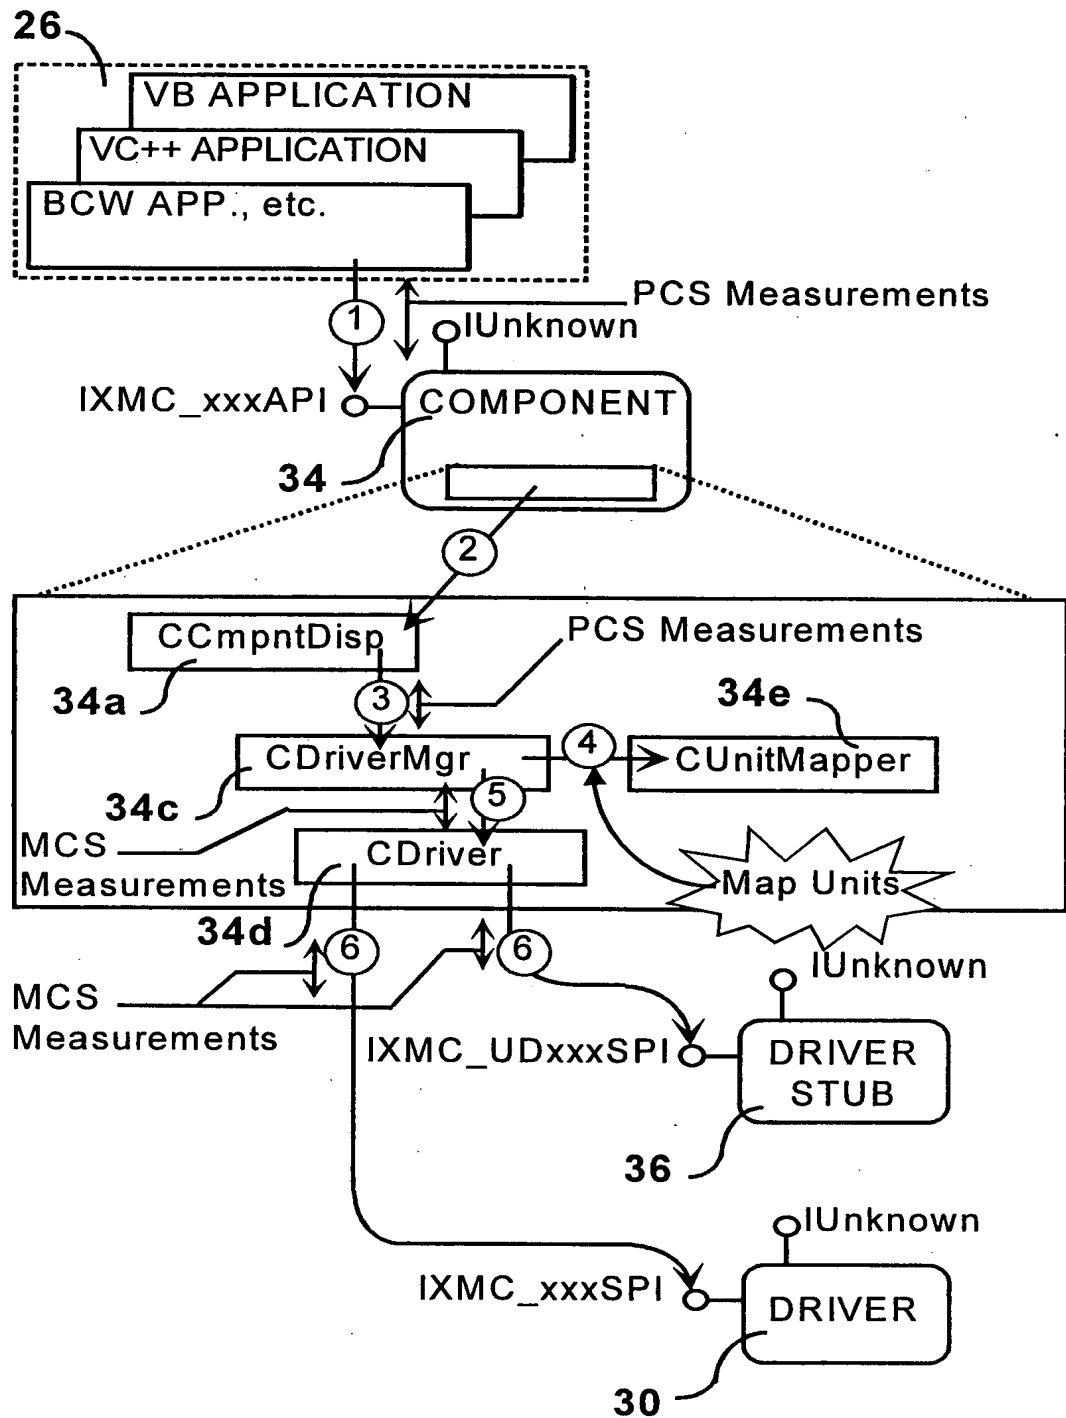 26
VB APPLICATION
VC++ APPLICATION
BCW APP., etc.
PCS Measurements
1
IUnknown
IXMC_xxxAPI
COMPONENT
34
2
CCmpntDisp
PCS Measurements
34a
3
34e
4
CDriverMgr
CUnitMapper
34c
5
MCS
Measurements
CDriver
Map Units
34d
6
6
IUnknown
MCS
Measurements
IXMC_UDxxxSPI
DRIVER
STUB
36
IUnknown
IXMC_xxxSPI
DRIVER
30